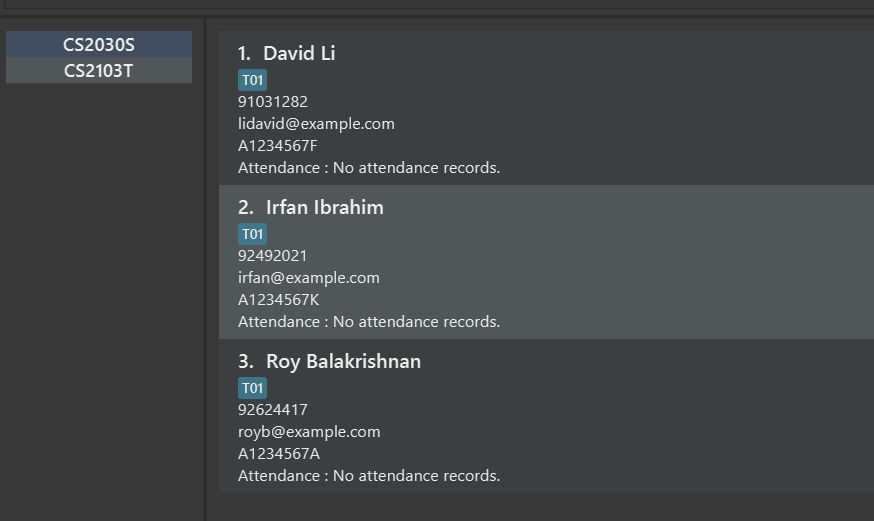 CS2030S
CS2103T
1. David Li
T01
91031282
lidavid@example.com
A1234567F
Attendance : No attendance records.
2. Irfan Ibrahim
T01
92492021
irfan@example.com
A1234567K
Attendance : No attendance records.
3. Roy Balakrishnan
T01
92624417
royb@example.com
A1234567A
Attendance : No attendance records.